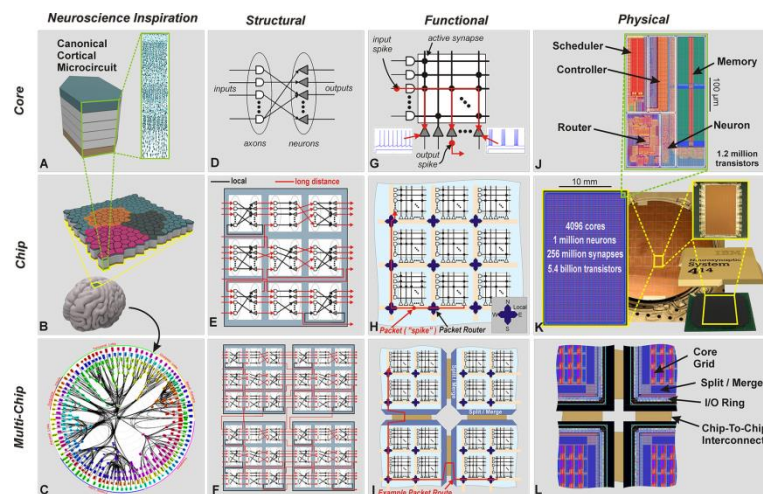 Neuroscience Inspiration
Structural
Functional
Physical
Core
Canonical
Cortical
Microcircuit
A
inputs
outputs
axons
neurons
D
input
spike
active synapse
output
spike
G
Scheduler
Controller
Memory
Router
Neuron
100 µm
1.2 million
transistors
J
Chip
B
local
long distance
E
N
W
Local
E
S
Packet ("spike")
Packet Router
H
10 mm
4096 cores
1 million neurons
256 million synapses
5.4 billion transistors
IBM
System
K
Multi-Chip
C
F
Split / Merge
Example Packet Route
I
Core
Grid
Split / Merge
I/O Ring
Chip-To-Chip
Interconnect
L